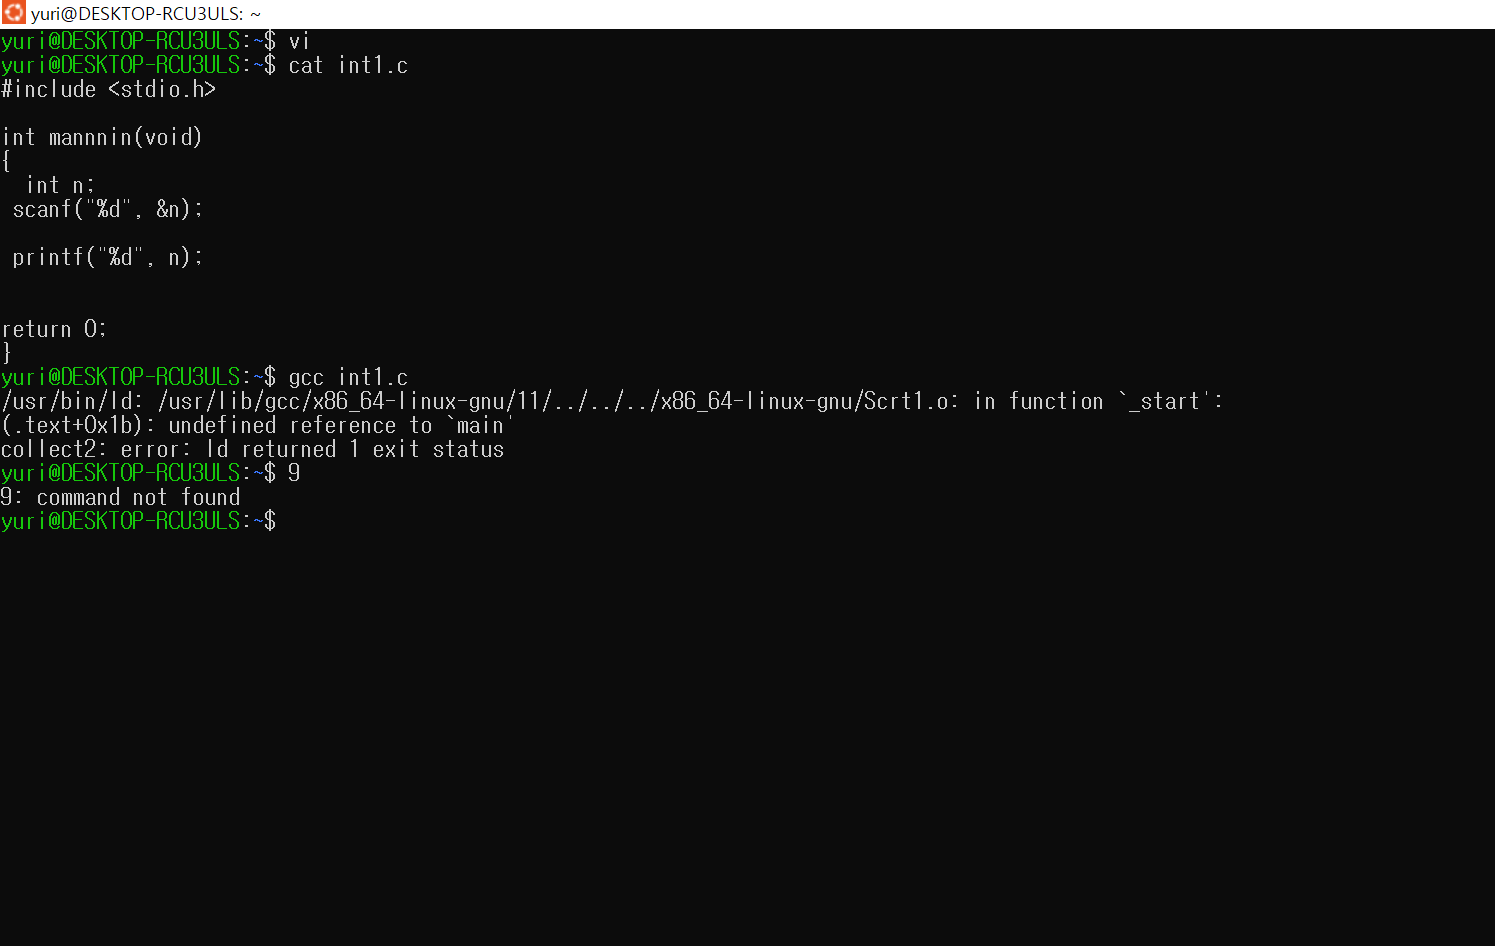 yuri@DESKTOP-RCU3ULS: ~
yuri@DESKTOP-RCU3ULS:~$ vi
yuri@DESKTOP-RCU3ULS:~$ cat int1.c
#include <stdio.h>
int mannnin(void)
{
  int n;
 scanf("%d", &n);
 printf("%d", n);
return 0;
}
yuri@DESKTOP-RCU3ULS:~$ gcc int1.c
/usr/bin/ld: /usr/lib/gcc/x86_64-linux-gnu/11/../../../x86_64-linux-gnu/Scrt1.o: in function `_start':
(.text+0x1b): undefined reference to `main'
collect2: error: ld returned 1 exit status
yuri@DESKTOP-RCU3ULS:~$ 9
9: command not found
yuri@DESKTOP-RCU3ULS:~$